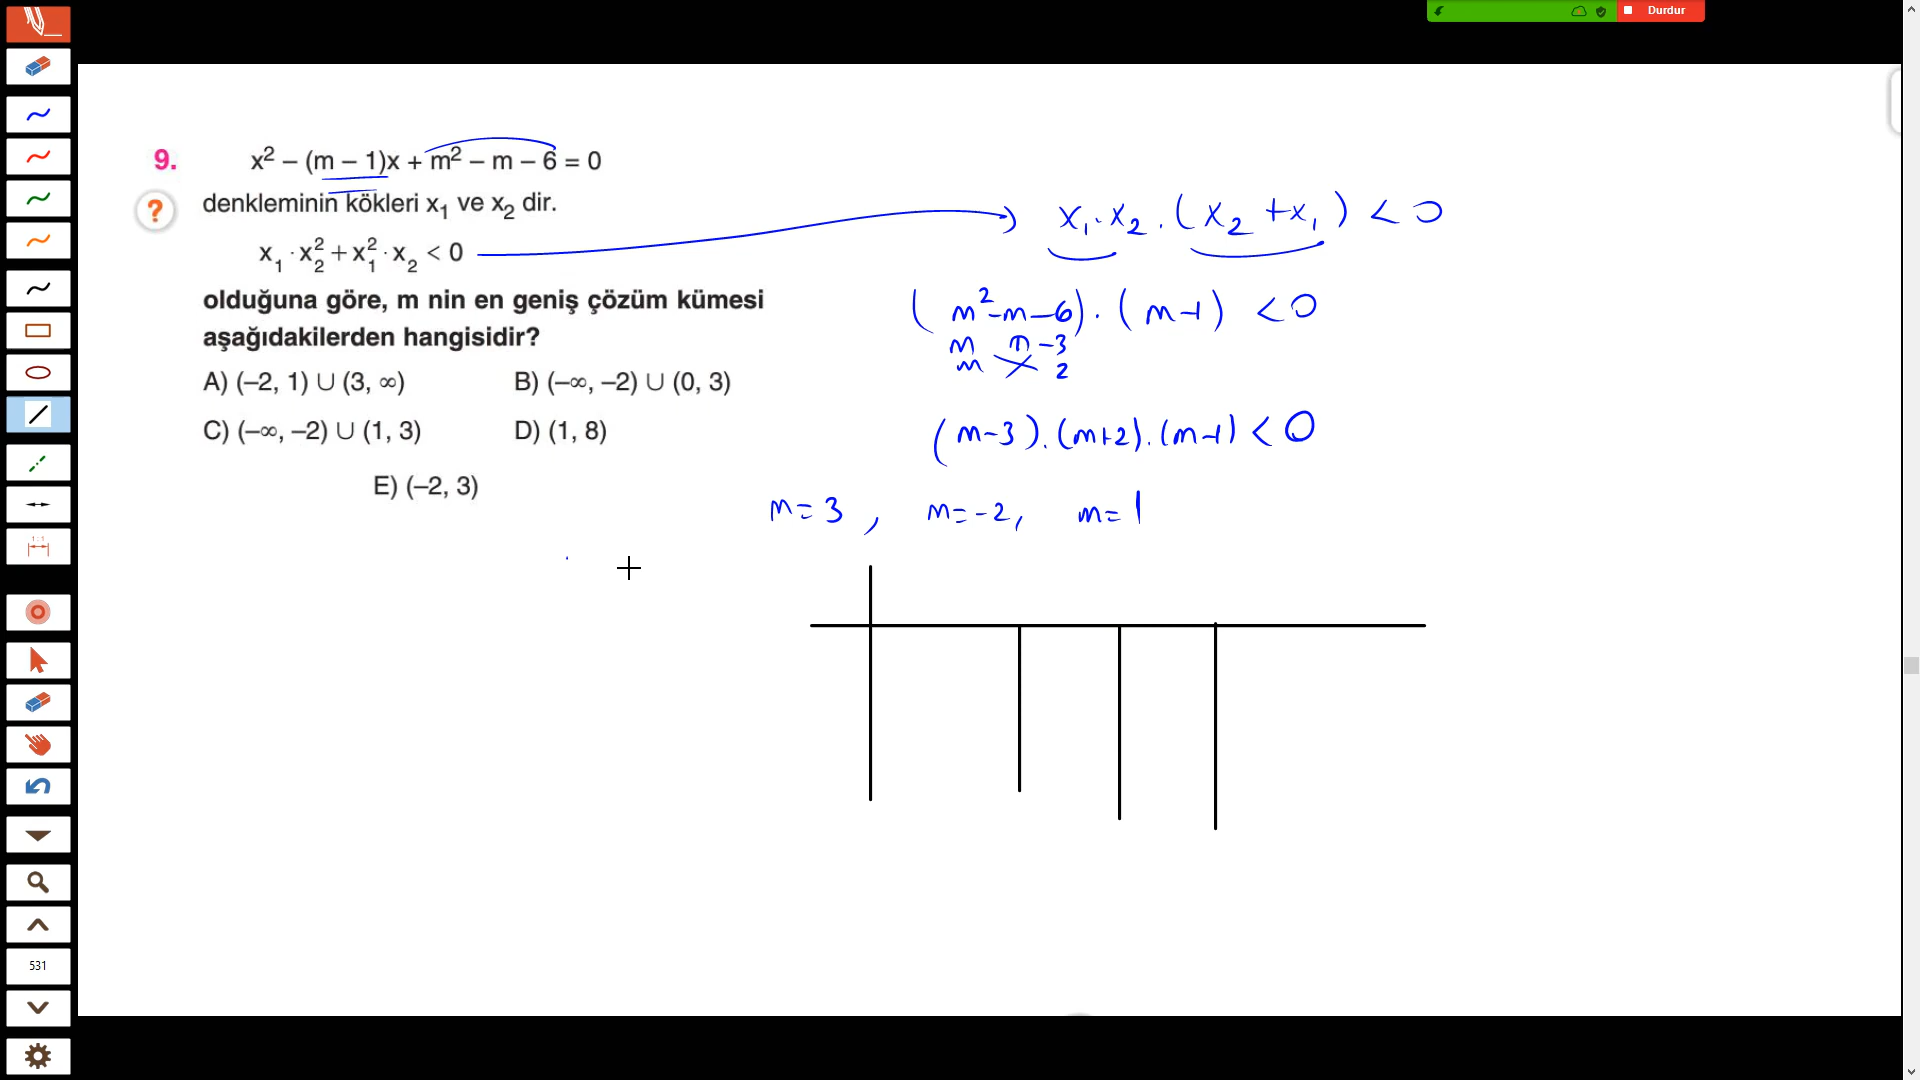 Durdur
9. x² – (m – 1)x + m² – m – 6 = 0
denkleminin kökleri x₁ ve x₂ dir.
x₁ · x₂² + x₁² · x₂ < 0
olduğuna göre, m nin en geniş çözüm kümesi
aşağıdakilerden hangisidir?
A) (–2, 1) ∪ (3, ∞) B) (–∞, –2) ∪ (0, 3)
C) (–∞, –2) ∪ (1, 3) D) (1, 8)
E) (–2, 3)
x₁ · x₂ . (x₂ + x₁) < 0
(m² - m - 6) . (m - 1) < 0
m m -3
m 2
(m - 3) . (m + 2) . (m - 1) < 0
m = 3 , m = -2, m = 1
?
1:1
531